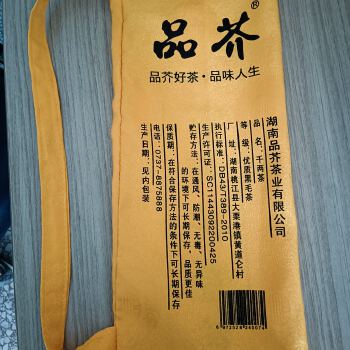 品芥®
品芥好茶·品味人生
湖南品芥茶业有限公司
品 名：千两茶
等 级：优质黑毛茶
厂 址：湖南桃江县大栗港镇黄道仑村
执行标准：DB43/T389-2010
生产许可证：SC11443092200425
贮存方法：在通风、防潮、无毒、无异味
的环境下可长期保存，品质更佳
保质期：在符合保存方法的条件下可长期保存
电话：0737-8875888
生产日期：见内包装